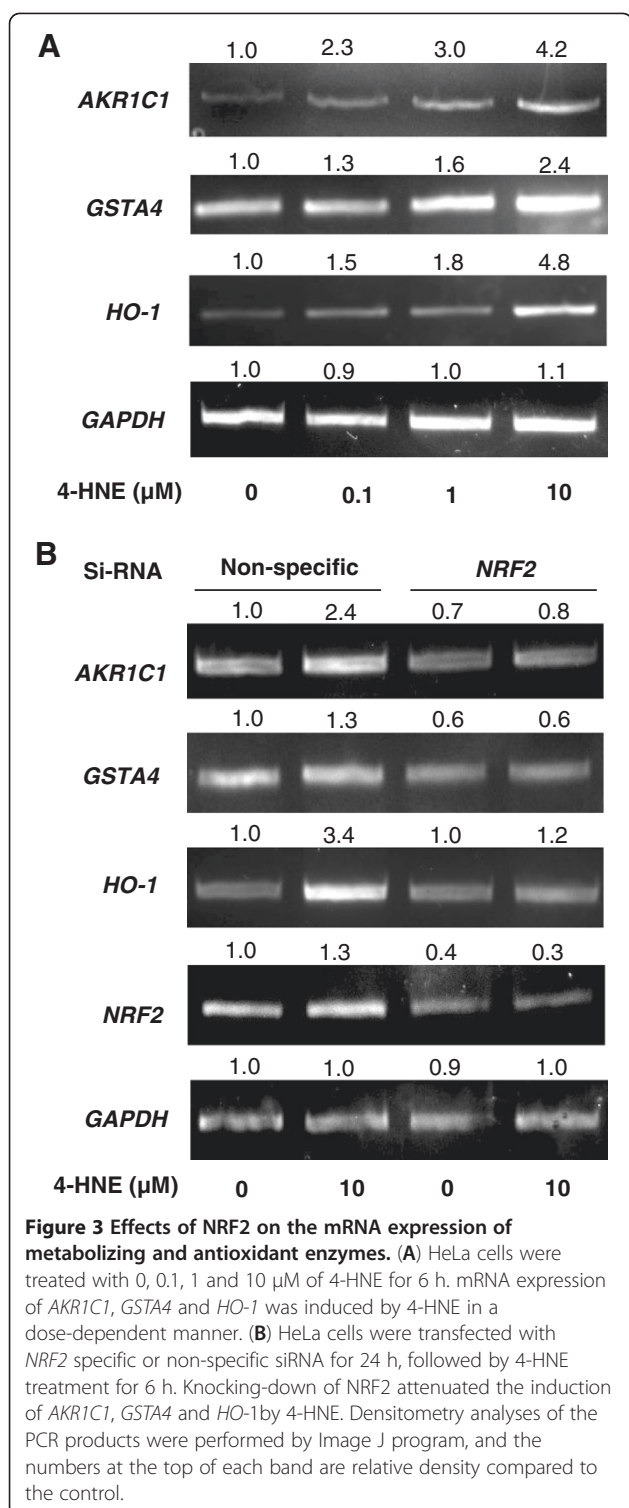 A
1.0 2.3 3.0 4.2
AKR1C1
1.0 1.3 1.6 2.4
GSTA4
1.0 1.5 1.8 4.8
HO-1
1.0 0.9 1.0 1.1
GAPDH
4-HNE (µM) 0 0.1 1 10
B Si-RNA Non-specific NRF2
1.0 2.4 0.7 0.8
AKR1C1
1.0 1.3 0.6 0.6
GSTA4
1.0 3.4 1.0 1.2
HO-1
1.0 1.3 0.4 0.3
NRF2
1.0 1.0 0.9 1.0
GAPDH
4-HNE (µM) 0 10 0 10
Figure 3 Effects of NRF2 on the mRNA expression of
metabolizing and antioxidant enzymes. (A) HeLa cells were
treated with 0, 0.1, 1 and 10 µM of 4-HNE for 6 h. mRNA expression
of AKR1C1, GSTA4 and HO-1 was induced by 4-HNE in a
dose-dependent manner. (B) HeLa cells were transfected with
NRF2 specific or non-specific siRNA for 24 h, followed by 4-HNE
treatment for 6 h. Knocking-down of NRF2 attenuated the induction
of AKR1C1, GSTA4 and HO-1by 4-HNE. Densitometry analyses of the
PCR products were performed by Image J program, and the
numbers at the top of each band are relative density compared to
the control.